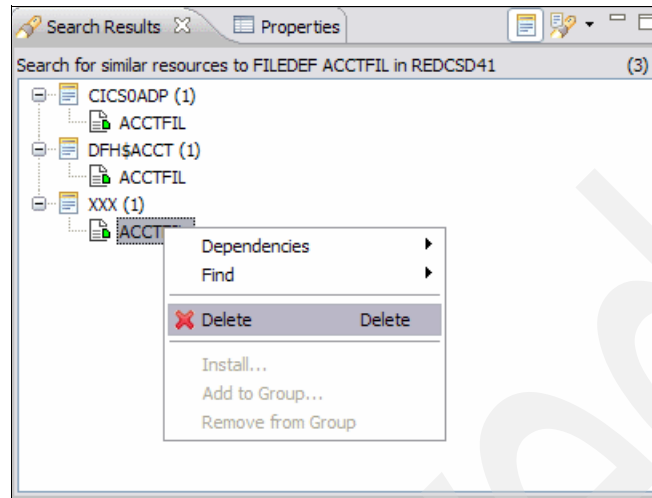 Search Results Properties
Search for similar resources to FILEDEF ACCTFIL in REDCSD41 (3)
CICS0ADP (1)
ACCTFIL
DFH$ACCT (1)
ACCTFIL
XXX (1)
ACCTFIL
Dependencies
Find
Delete Delete
Install...
Add to Group...
Remove from Group